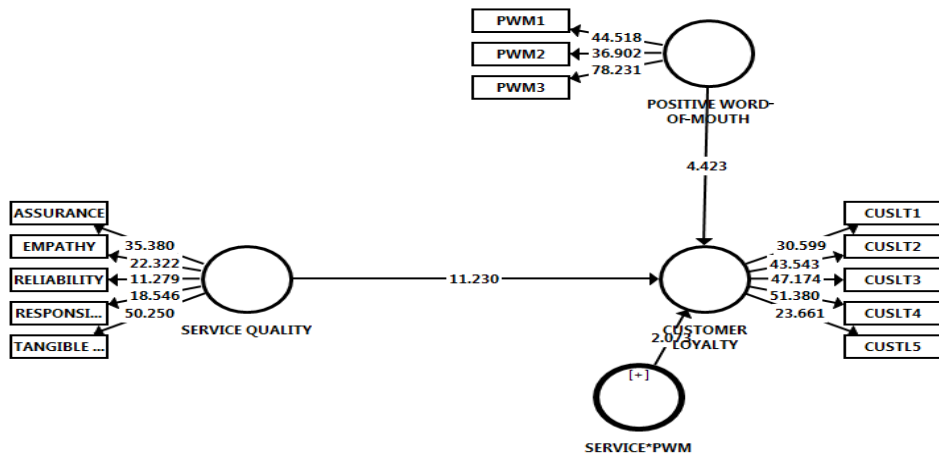 PWM1
44.518
PWM2
36.902
PWM3
78.231
POSITIVE WORD-
OF-MOUTH
4.423
ASSURANCE
35.380
EMPATHY
22.322
RELIABILITY
11.279
RESPONSI...
18.546
TANGIBLE ...
50.250
SERVICE QUALITY
11.230
CUSLT1
30.599
CUSLT2
43.543
CUSLT3
47.174
CUSLT4
51.380
CUSTL5
23.661
CUSTOMER
LOYALTY
2.073
[+]
SERVICE*PWM